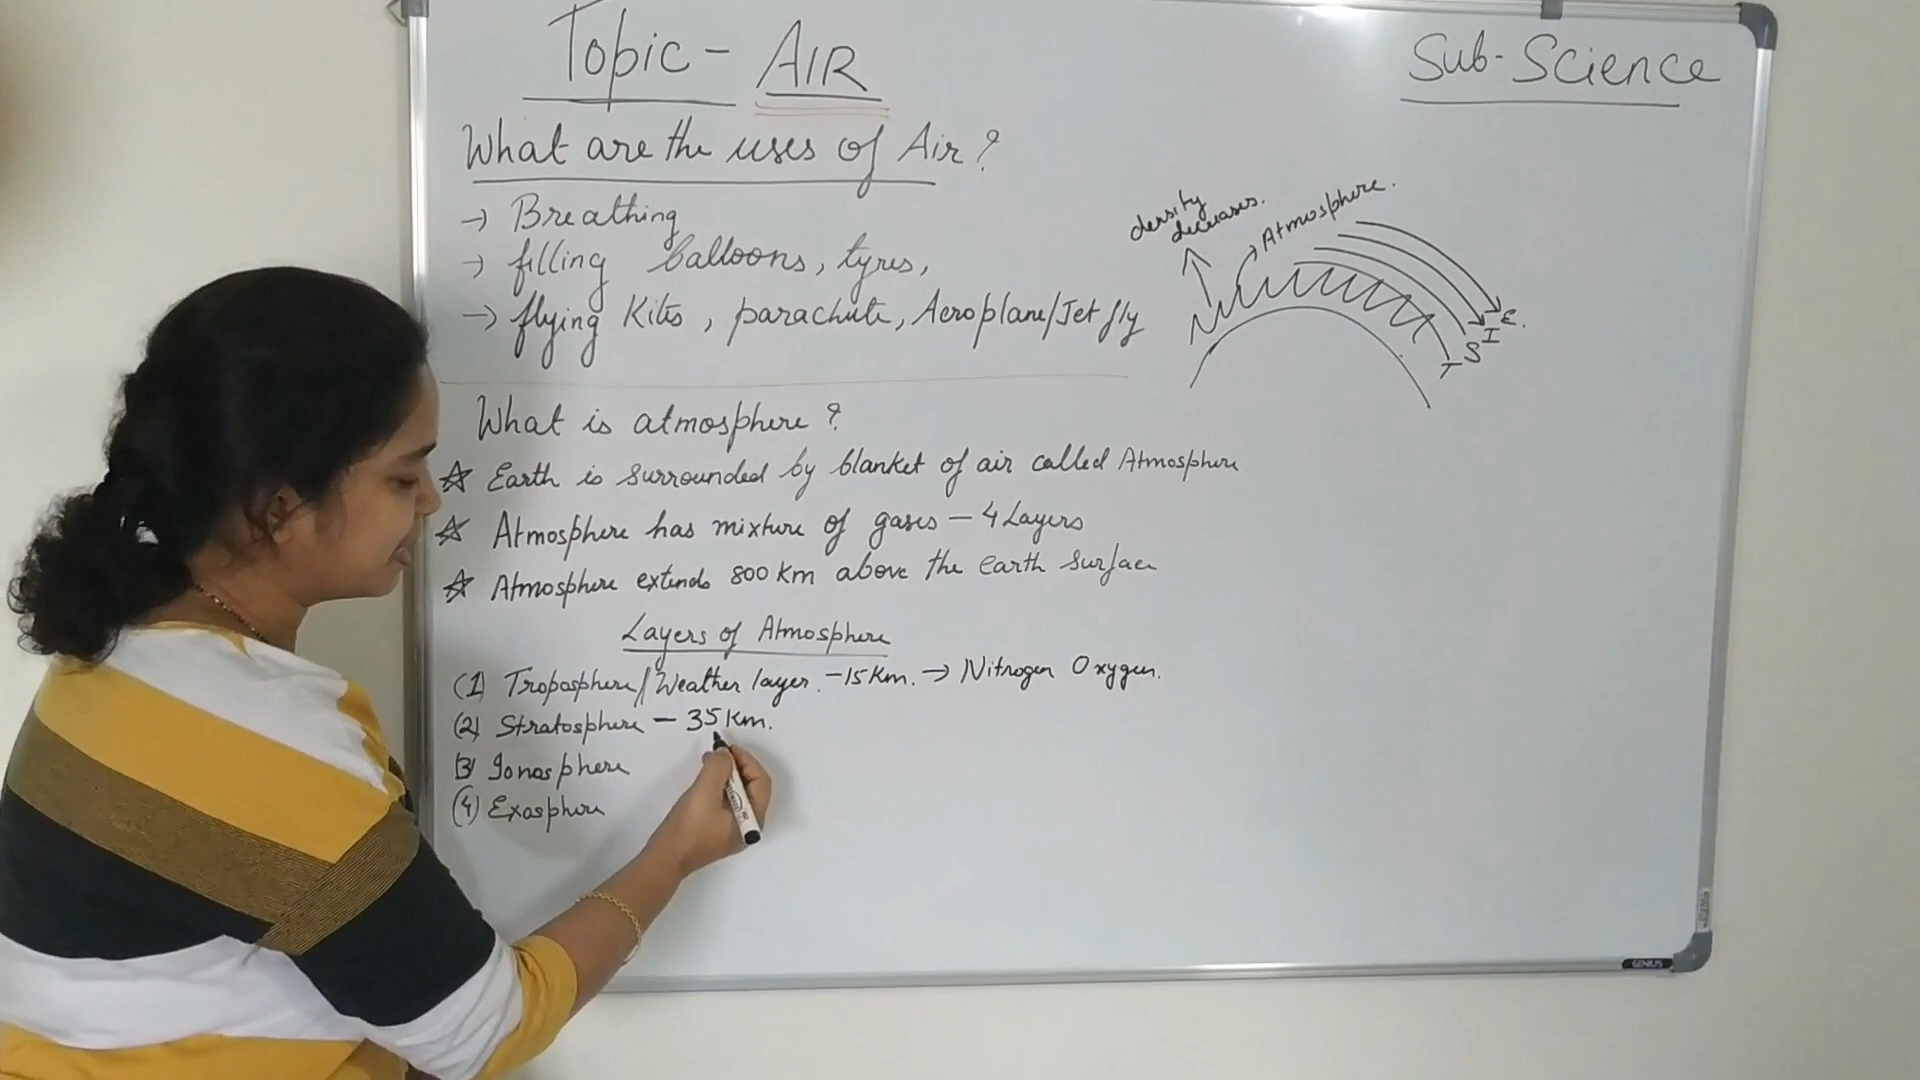 Topic - AIR
Sub-Science
What are the uses of Air?
→ Breathing
→ filling balloons, tyres,
→ flying Kites, parachute, Aeroplane/Jet fly
density
decreases.
Atmosphere.
E.
I
S
T
What is atmosphere?
☆ Earth is surrounded by blanket of air called Atmosphere
☆ Atmosphere has mixture of gases - 4 Layers
☆ Atmosphere extends 800 km above the earth surface
Layers of Atmosphere
(1) Troposphere/Weather layer. - 15 Km. → Nitrogen Oxygen.
(2) Stratosphere - 35 Km.
(3) Ionosphere
(4) Exosphere
GENIUS